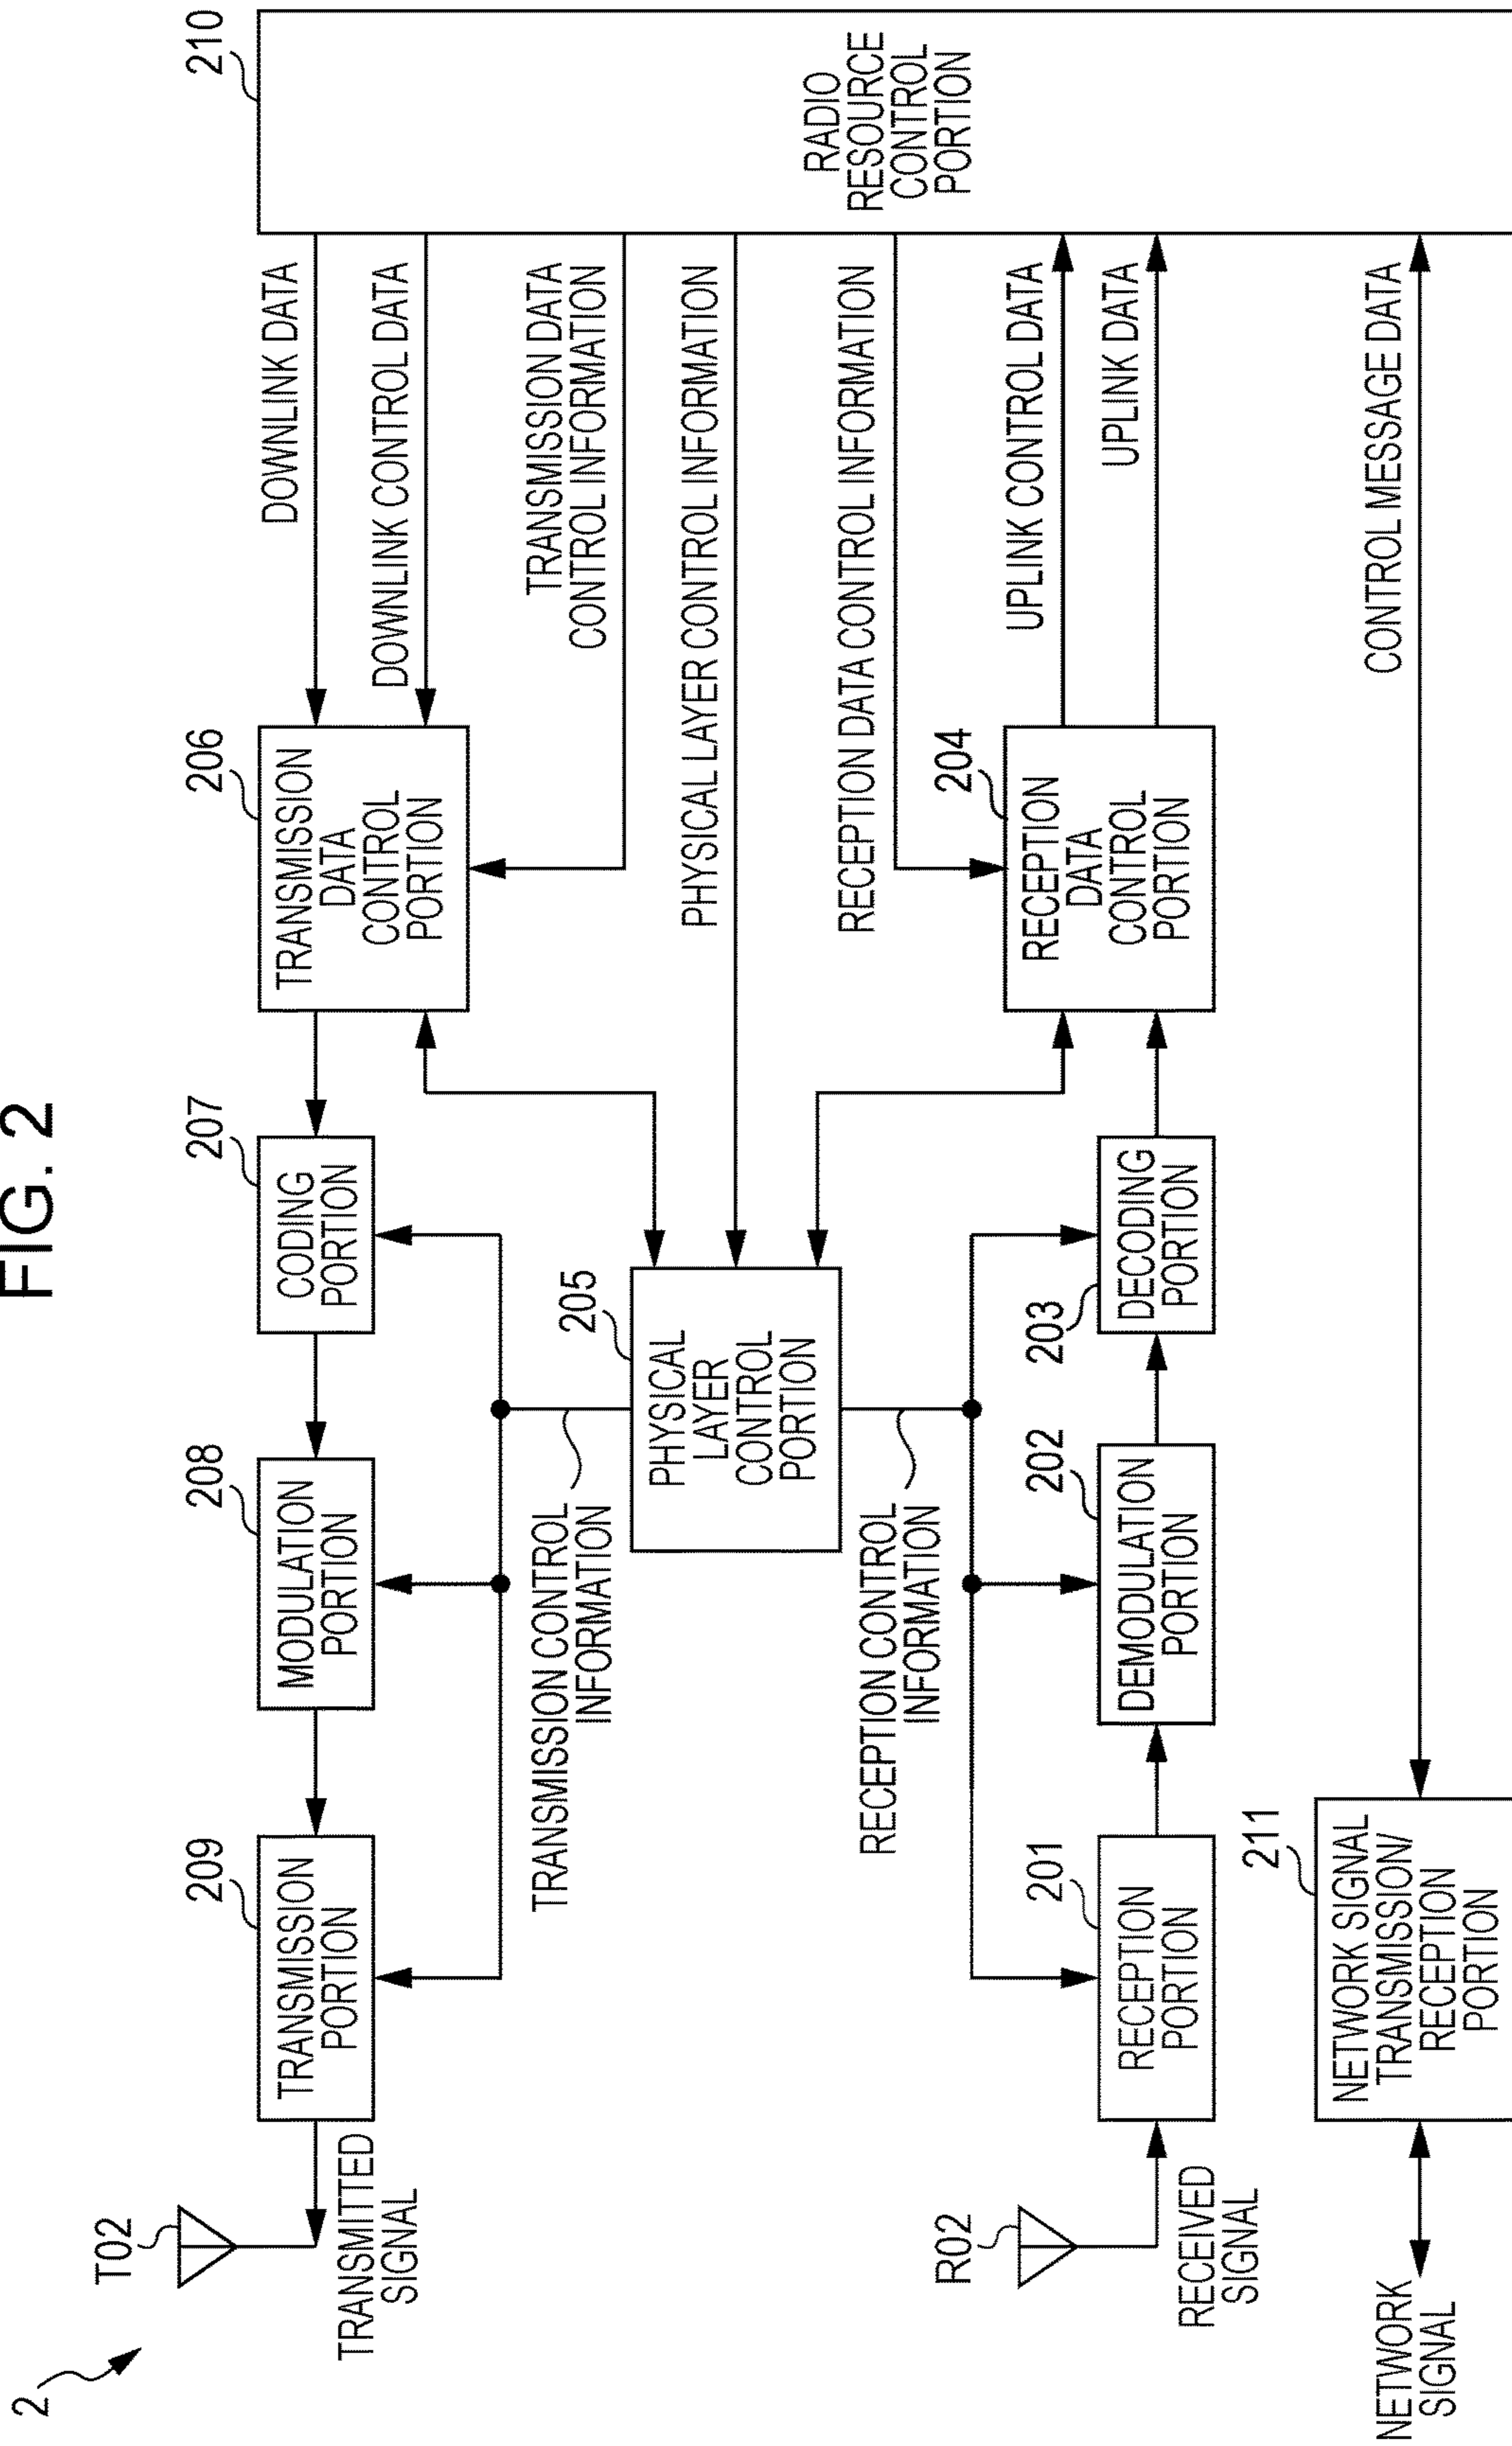 FIG. 2
2
T02
TRANSMITTED
SIGNAL
209
TRANSMISSION
PORTION
208
MODULATION
PORTION
207
CODING
PORTION
206
TRANSMISSION
DATA
CONTROL
PORTION
DOWNLINK DATA
DOWNLINK CONTROL DATA
TRANSMISSION DATA
CONTROL INFORMATION
210
RADIO
RESOURCE
CONTROL
PORTION
TRANSMISSION CONTROL
INFORMATION
205
PHYSICAL
LAYER
CONTROL
PORTION
PHYSICAL LAYER CONTROL INFORMATION
RECEPTION CONTROL
INFORMATION
RECEPTION DATA CONTROL INFORMATION
R02
RECEIVED
SIGNAL
201
RECEPTION
PORTION
202
DEMODULATION
PORTION
203
DECODING
PORTION
204
RECEPTION
DATA
CONTROL
PORTION
UPLINK CONTROL DATA
UPLINK DATA
NETWORK
SIGNAL
211
NETWORK SIGNAL
TRANSMISSION/
RECEPTION
PORTION
CONTROL MESSAGE DATA